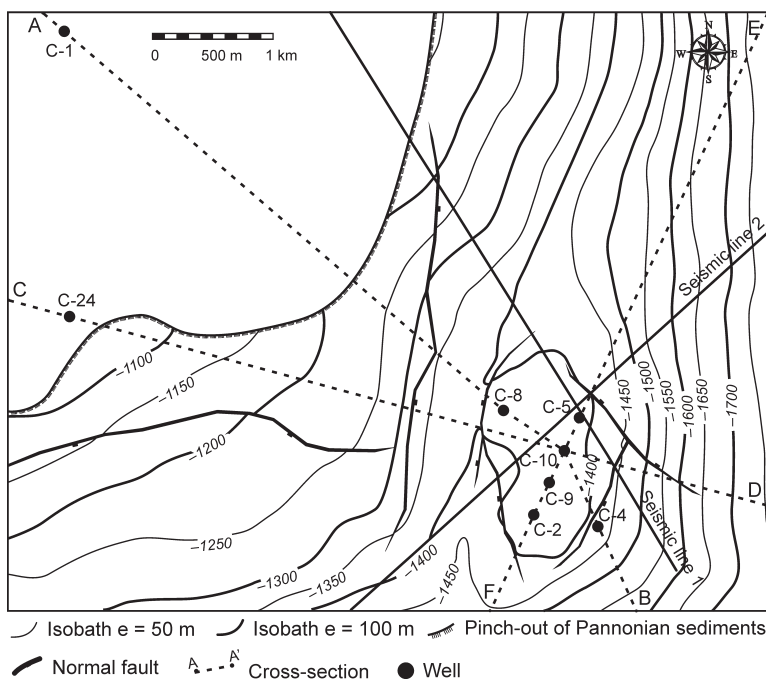 A
C-1
0 500 m 1 km
N
W E
S
E
Seismic line 2
C
C-24
–1100
–1150
–1200
–1250
–1300
–1350
–1400
–1450
C-8
C-5
C-10
C-9
C-2
C-4
–1400
–1450
–1500
–1550
–1600
–1650
–1700
D
Seismic line 1
F
B
Isobath e = 50 m
Isobath e = 100 m
Pinch-out of Pannonian sediments
Normal fault
A A'
Cross-section
Well